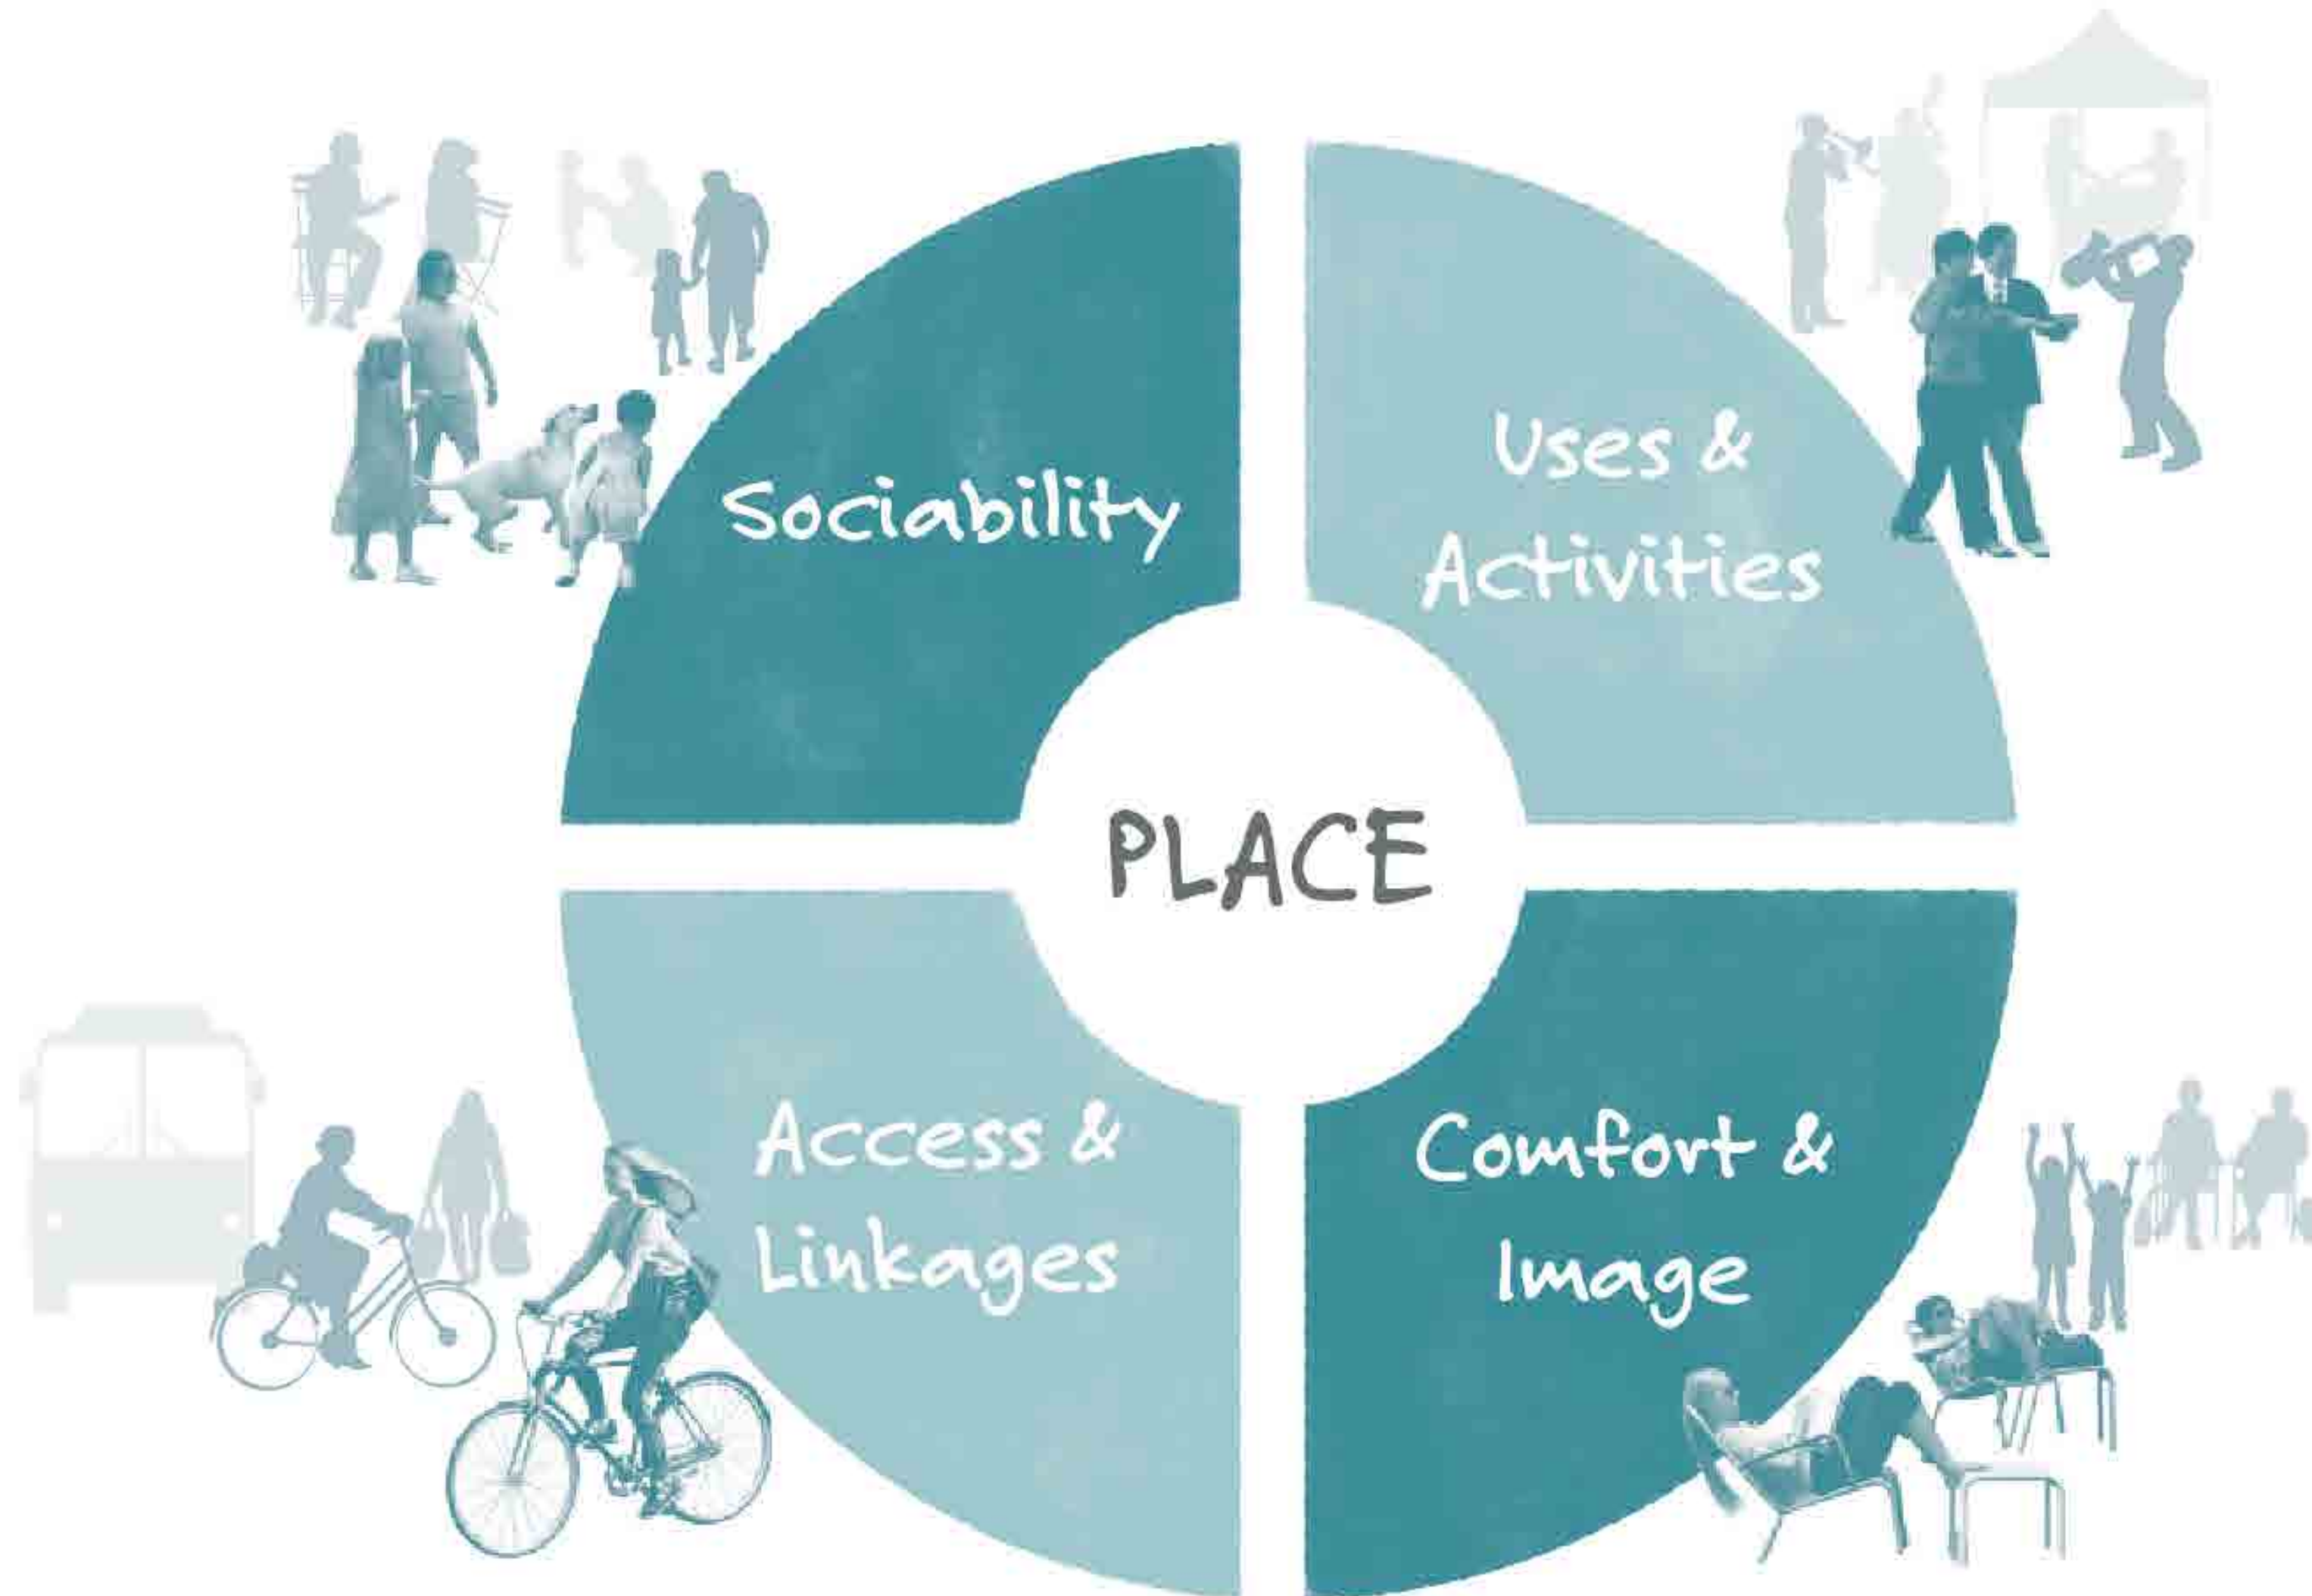 Sociability
Uses &
Activities
PLACE
Access &
Linkages
Comfort &
Image